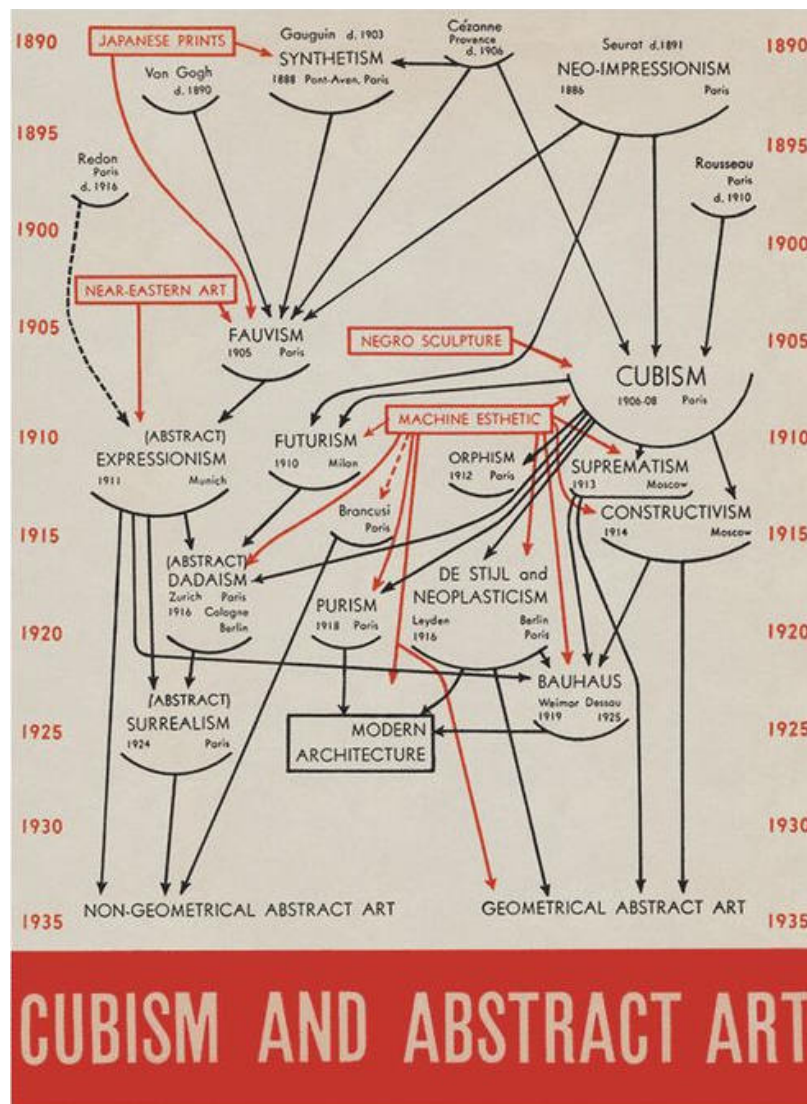 1890
JAPANESE PRINTS
Gauguin d. 1903
SYNTHETISM
1888 Pont-Aven, Paris
Cézanne
Provence
d. 1906
Seurat d.1891
NEO-IMPRESSIONISM
1886 Paris
1890
Van Gogh
d. 1890
1895
1895
Redon
Paris
d. 1916
Rousseau
Paris
d. 1910
1900
1900
NEAR-EASTERN ART
1905
FAUVISM
1905 Paris
NEGRO SCULPTURE
1905
CUBISM
1906-08 Paris
1910
(ABSTRACT)
EXPRESSIONISM
1911 Munich
FUTURISM
1910 Milan
MACHINE ESTHETIC
ORPHISM
1912 Paris
SUPREMATISM
1913 Moscow
1910
Brancusi
Paris
CONSTRUCTIVISM
1914 Moscow
1915
1915
(ABSTRACT)
DADAISM
Zurich Paris
1916 Cologne
Berlin
PURISM
1918 Paris
DE STIJL and
NEOPLASTICISM
Leyden Berlin
1916 Paris
1920
1920
(ABSTRACT)
SURREALISM
1924 Paris
BAUHAUS
Weimar Dessau
1919 1925
1925
MODERN
ARCHITECTURE
1925
1930
1930
NON-GEOMETRICAL ABSTRACT ART
GEOMETRICAL ABSTRACT ART
1935
1935
CUBISM AND ABSTRACT ART